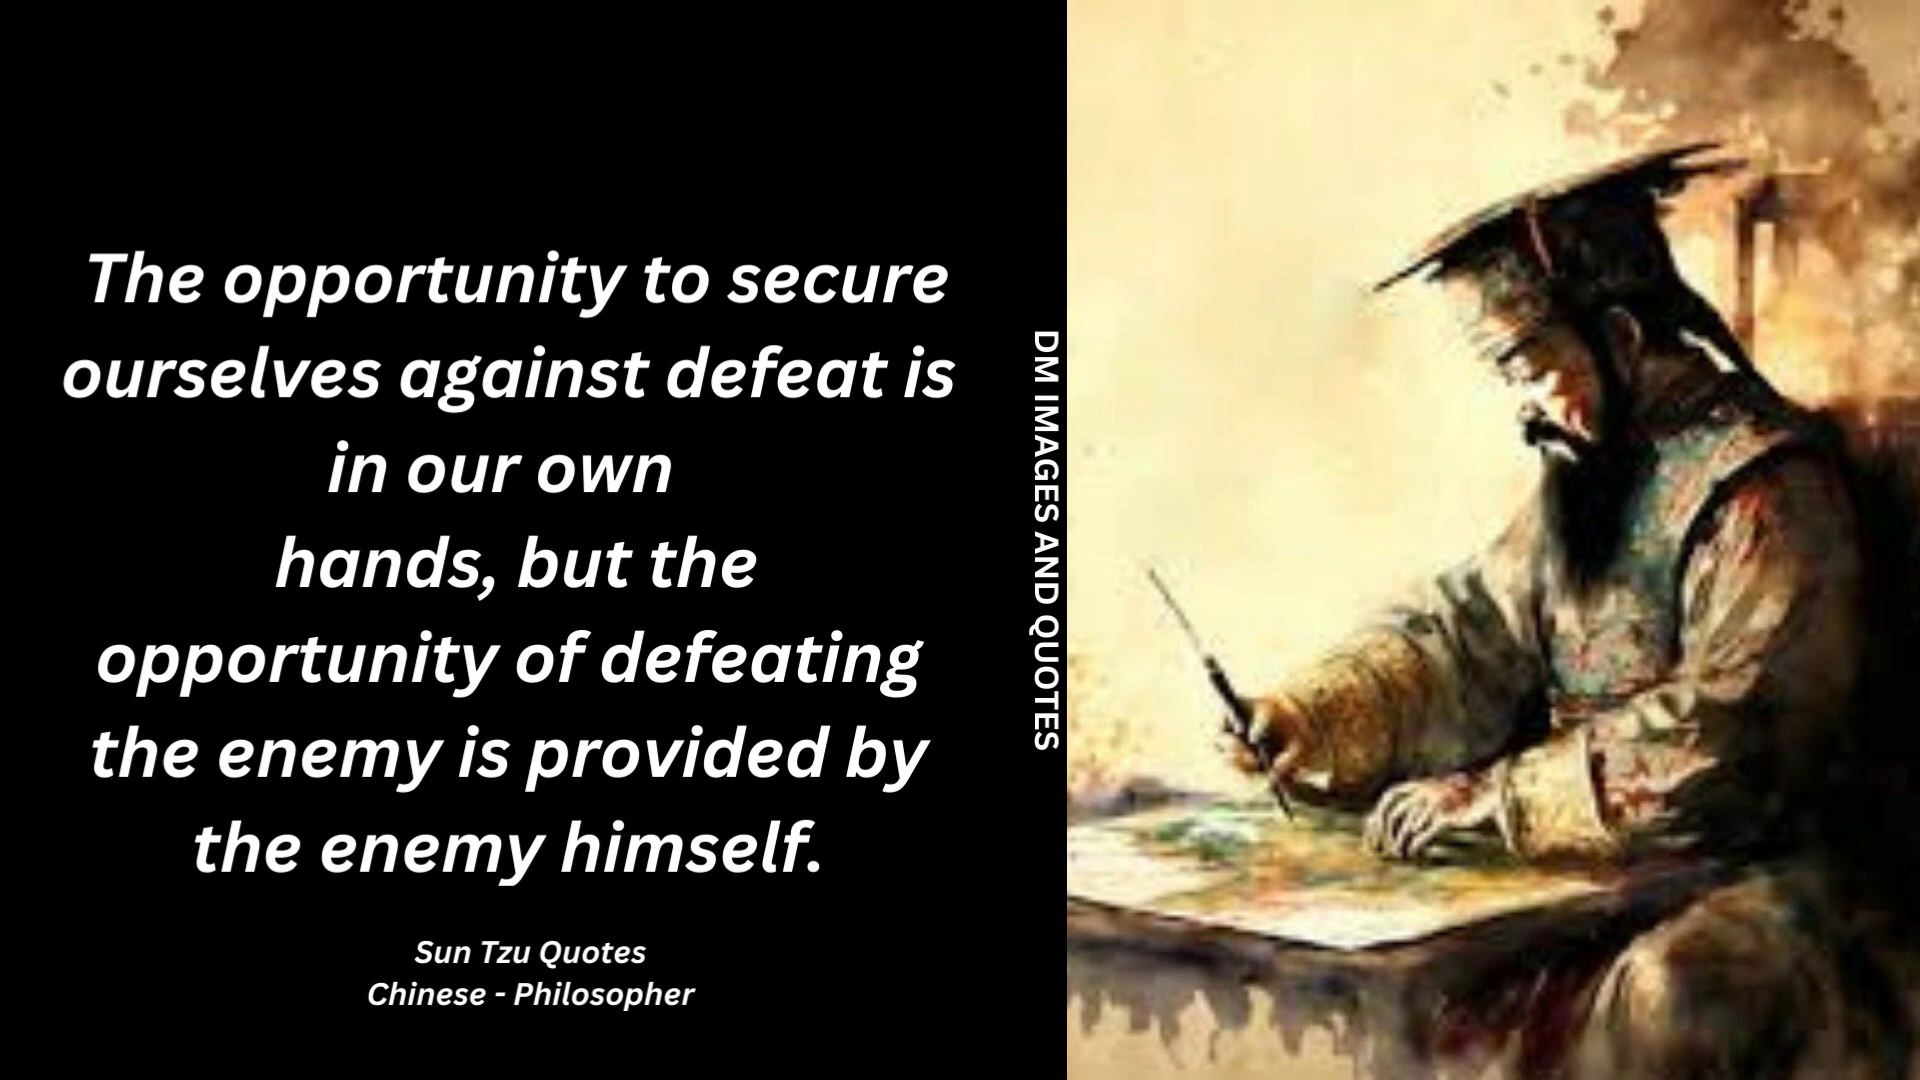 The opportunity to secure
ourselves against defeat is
in our own
hands, but the
opportunity of defeating
the enemy is provided by
the enemy himself.
Sun Tzu Quotes
Chinese - Philosopher
DM IMAGES AND QUOTES